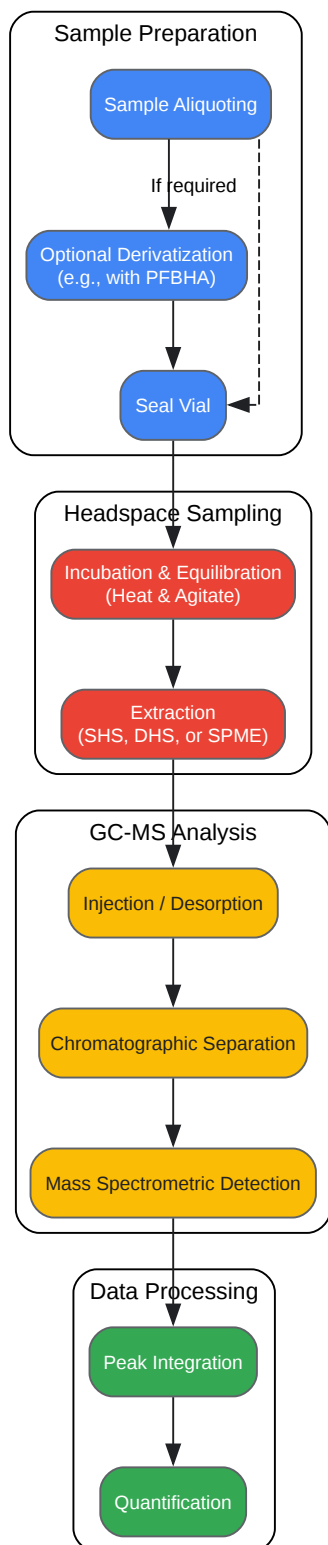 Sample Preparation
Sample Aliquoting
If required
Optional Derivatization
(e.g., with PFBHA)
Seal Vial
Headspace Sampling
Incubation & Equilibration
(Heat & Agitate)
Extraction
(SHS, DHS, or SPME)
GC-MS Analysis
Injection / Desorption
Chromatographic Separation
Mass Spectrometric Detection
Data Processing
Peak Integration
Quantification